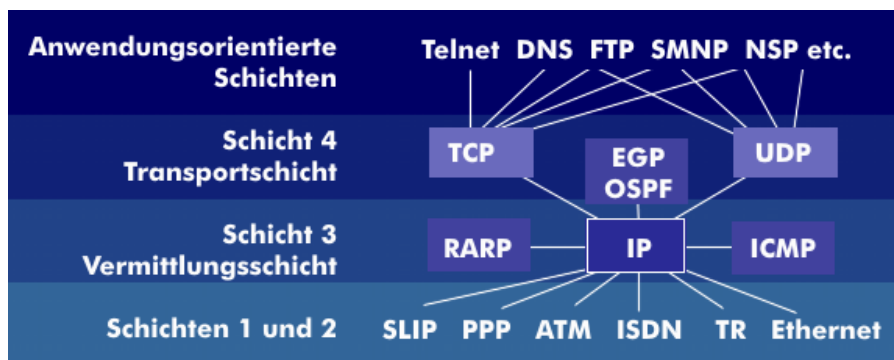 Anwendungsorientierte
Schichten
Telnet DNS FTP SMNP NSP etc.
Schicht 4
Transportschicht
TCP
EGP
OSPF
UDP
Schicht 3
Vermittlungsschicht
RARP
IP
ICMP
Schichten 1 und 2
SLIP PPP ATM ISDN TR Ethernet